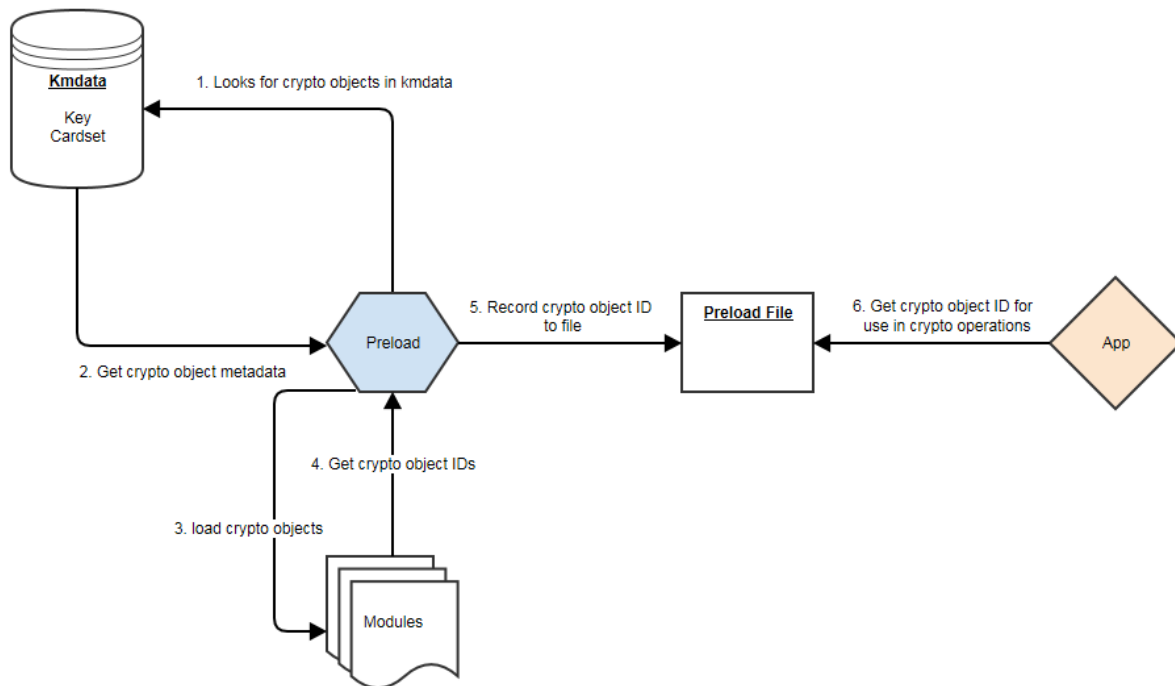 Kmdata
Key
Cardset
1. Looks for crypto objects in kmdata
2. Get crypto object metadata
Preload
5. Record crypto object ID
to file
Preload File
6. Get crypto object ID for
use in crypto operations
App
4. Get crypto object IDs
3. load crypto objects
Modules